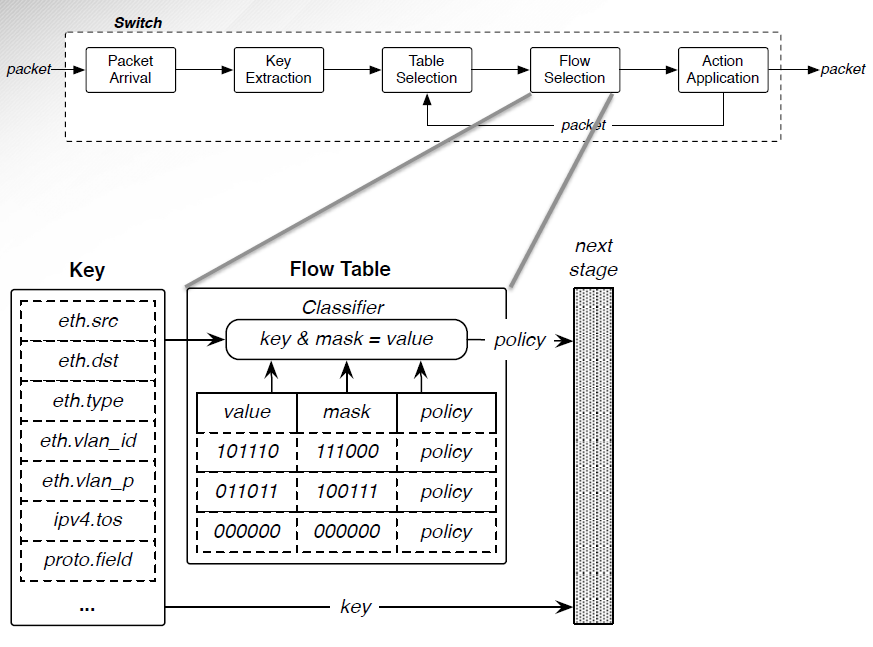 Switch
packet
Packet
Arrival
Key
Extraction
Table
Selection
Flow
Selection
Action
Application
packet
packet
Key
eth.src
eth.dst
eth.type
eth.vlan_id
eth.vlan_p
ipv4.tos
proto.field
...
Flow Table
Classifier
key & mask = value
value mask policy
101110 111000 policy
011011 100111 policy
000000 000000 policy
policy
next
stage
key